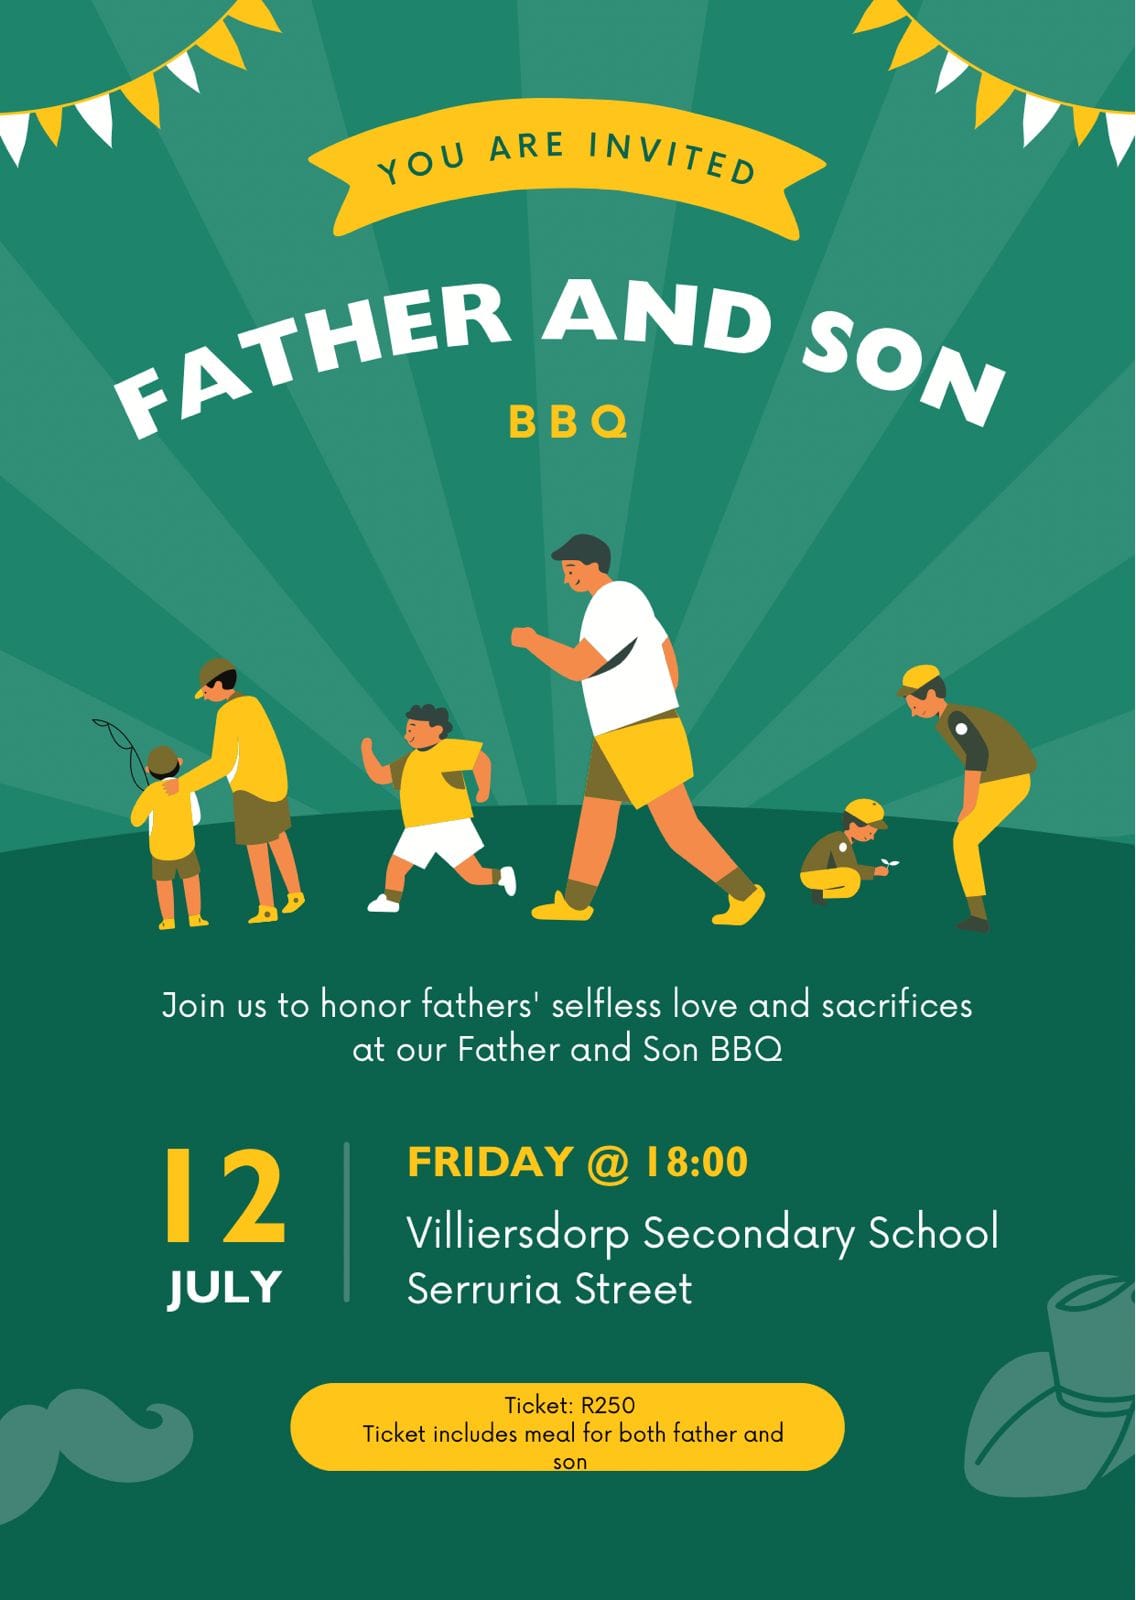 YOU ARE INVITED
FATHER AND SON
BBQ
Join us to honor fathers' selfless love and sacrifices
at our Father and Son BBQ
12
JULY
FRIDAY @ 18:00
Villiersdorp Secondary School
Serruria Street
Ticket: R250
Ticket includes meal for both father and
son